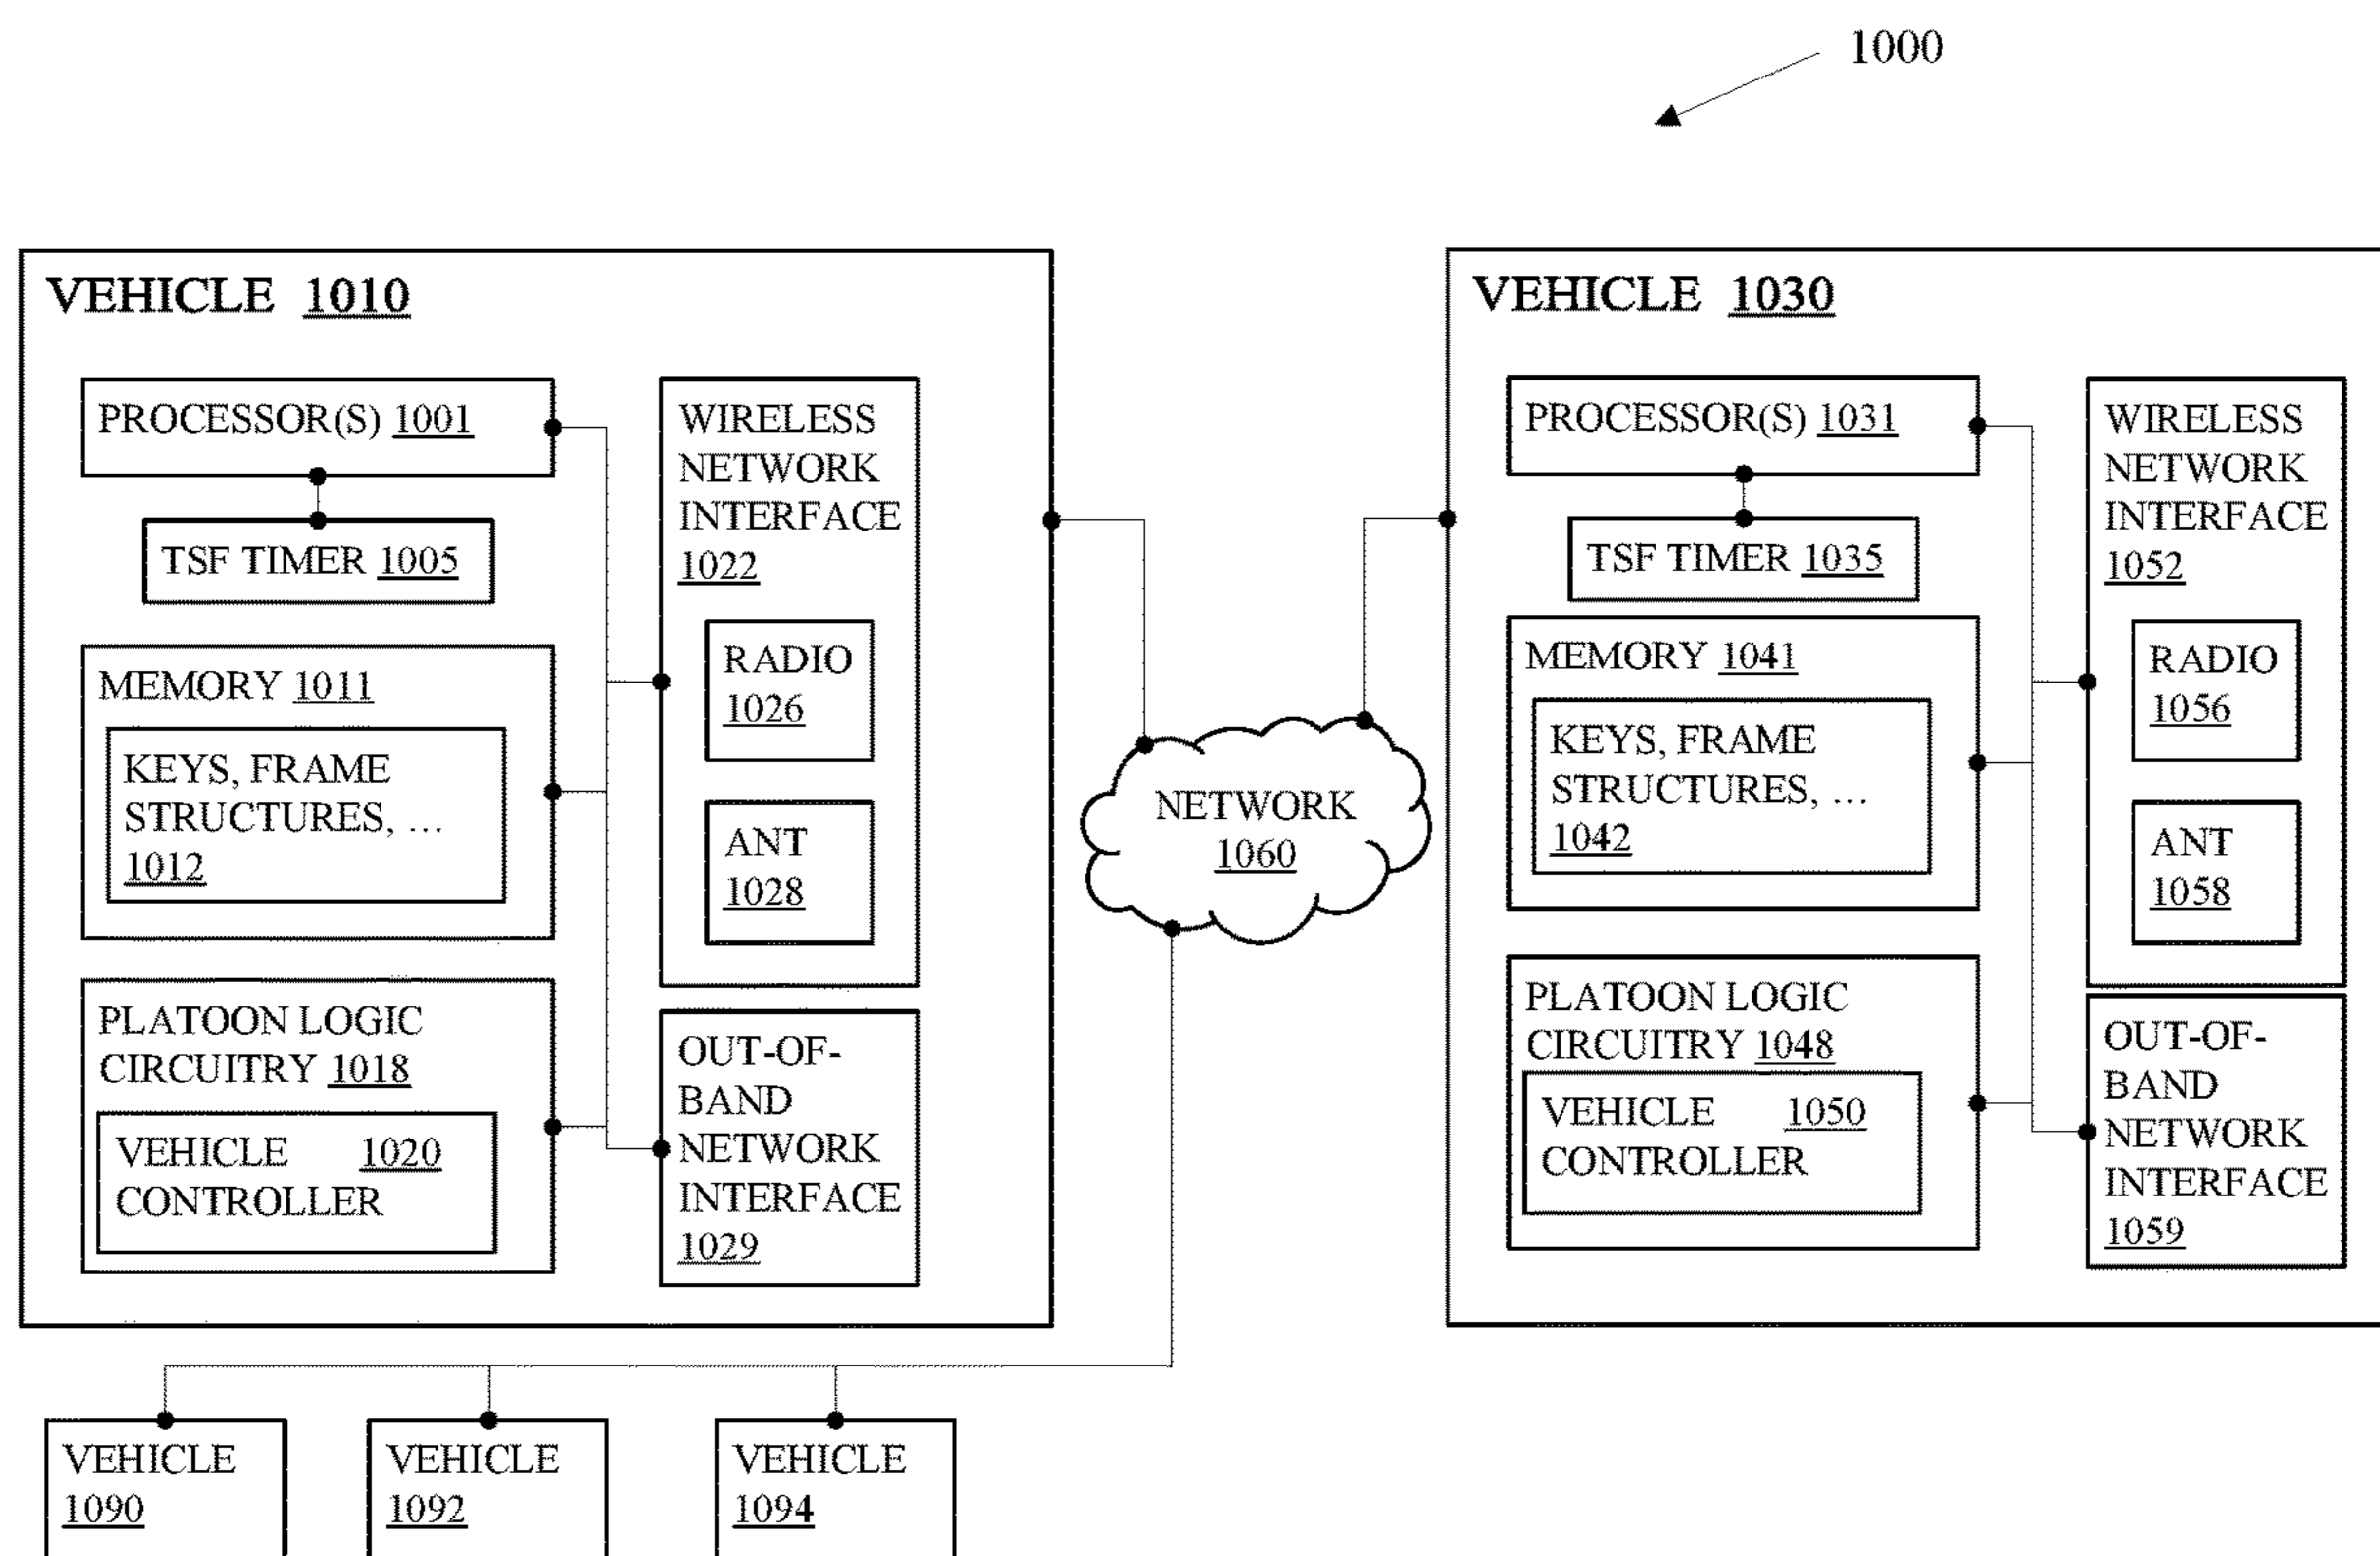 1000
VEHICLE 1010
PROCESSOR(S) 1001
TSF TIMER 1005
MEMORY 1011
KEYS, FRAME
STRUCTURES, ...
1012
PLATOON LOGIC
CIRCUITRY 1018
VEHICLE 1020
CONTROLLER
WIRELESS
NETWORK
INTERFACE
1022
RADIO
1026
ANT
1028
OUT-OF-
BAND
NETWORK
INTERFACE
1029
NETWORK
1060
VEHICLE 1030
PROCESSOR(S) 1031
TSF TIMER 1035
MEMORY 1041
KEYS, FRAME
STRUCTURES, ...
1042
PLATOON LOGIC
CIRCUITRY 1048
VEHICLE 1050
CONTROLLER
WIRELESS
NETWORK
INTERFACE
1052
RADIO
1056
ANT
1058
OUT-OF-
BAND
NETWORK
INTERFACE
1059
VEHICLE
1090
VEHICLE
1092
VEHICLE
1094